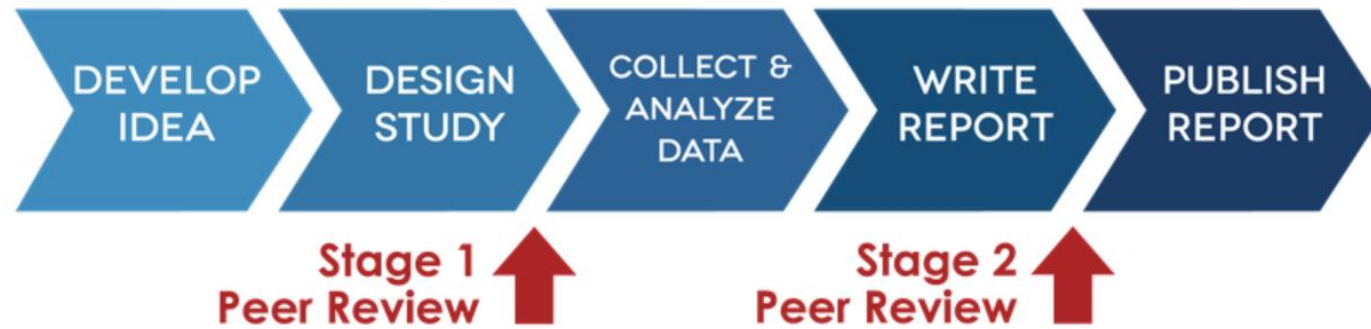 DEVELOP
IDEA
DESIGN
STUDY
COLLECT &
ANALYZE
DATA
WRITE
REPORT
PUBLISH
REPORT
Stage 1
Peer Review
Stage 2
Peer Review